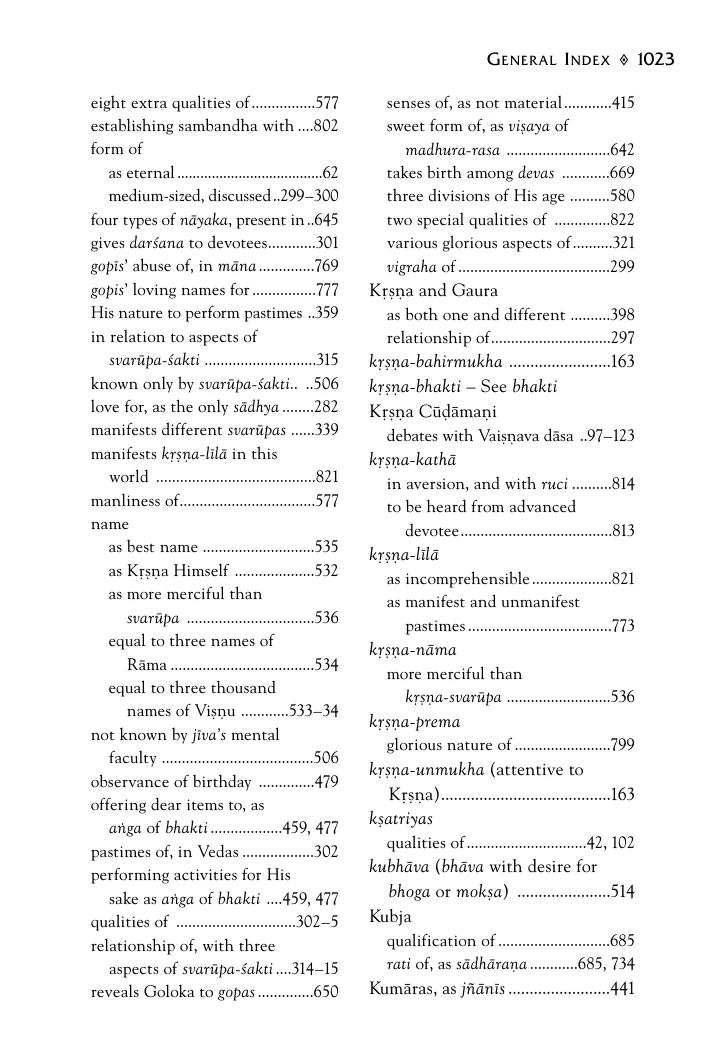 GENERAL INDEX ◈ 1023
eight extra qualities of................577
establishing sambandha with ....802
form of
as eternal.....................................62
medium-sized, discussed..299–300
four types of nāyaka, present in..645
gives darśana to devotees............301
gopīs' abuse of, in māna..............769
gopīs' loving names for................777
His nature to perform pastimes ..359
in relation to aspects of
svarūpa-śakti ............................315
known only by svarūpa-śakti.. ..506
love for, as the only sādhya ........282
manifests different svarūpas ......339
manifests kṛṣṇa-līlā in this
world ........................................821
manliness of..................................577
name
as best name ............................535
as Kṛṣṇa Himself ....................532
as more merciful than
svarūpa ................................536
equal to three names of
Rāma ....................................534
equal to three thousand
names of Viṣṇu ............533–34
not known by jīva's mental
faculty ......................................506
observance of birthday ..............479
offering dear items to, as
aṅga of bhakti..................459, 477
pastimes of, in Vedas ..................302
performing activities for His
sake as aṅga of bhakti ....459, 477
qualities of ..............................302–5
relationship of, with three
aspects of svarūpa-śakti ....314–15
reveals Goloka to gopas..............650
senses of, as not material............415
sweet form of, as viṣaya of
madhura-rasa ..........................642
takes birth among devas ............669
three divisions of His age ..........580
two special qualities of ..............822
various glorious aspects of..........321
vigraha of......................................299
Kṛṣṇa and Gaura
as both one and different ..........398
relationship of..............................297
kṛṣṇa-bahirmukha .........................163
kṛṣṇa-bhakti – See bhakti
Kṛṣṇa Cūḍāmaṇi
debates with Vaiṣṇava dāsa ..97–123
kṛṣṇa-kathā
in aversion, and with ruci ..........814
to be heard from advanced
devotee......................................813
kṛṣṇa-līlā
as incomprehensible....................821
as manifest and unmanifest
pastimes....................................773
kṛṣṇa-nāma
more merciful than
kṛṣṇa-svarūpa ..........................536
kṛṣṇa-prema
glorious nature of ........................799
kṛṣṇa-unmukha (attentive to
Kṛṣṇa)..........................................163
kṣatriyas
qualities of..............................42, 102
kubhāva (bhāva with desire for
bhoga or mokṣa) .......................514
Kubja
qualification of............................685
rati of, as sādhāraṇa............685, 734
Kumāras, as jñānīs.........................441